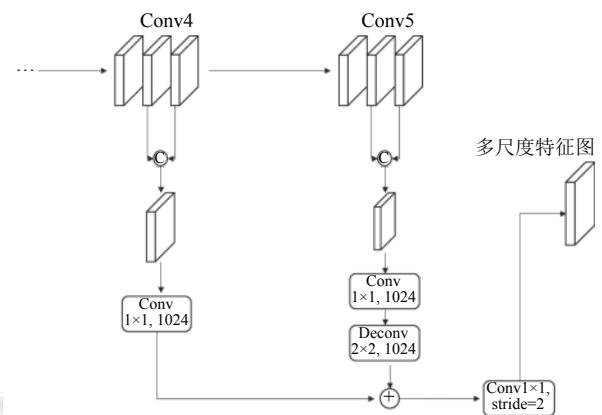 Conv4
Conv5
…
C
C
多尺度特征图
Conv
1×1, 1024
Conv
1×1, 1024
Deconv
2×2, 1024
+
Conv1×1,
stride=2